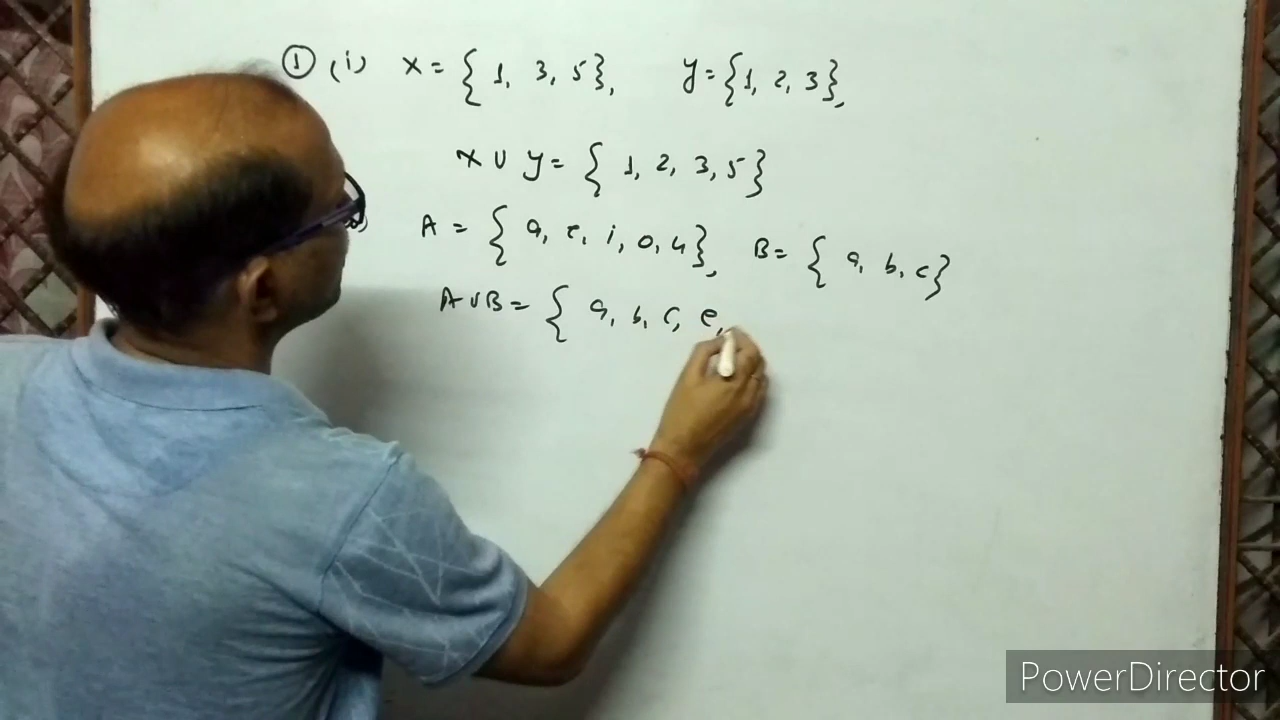 ① (i) X = { 1, 3, 5}, Y = {1, 2, 3},
X ∪ Y = { 1, 2, 3, 5}
A = { a, e, i, o, u}, B = { a, b, c}
A ∪ B = { a, b, c, e,
PowerDirector